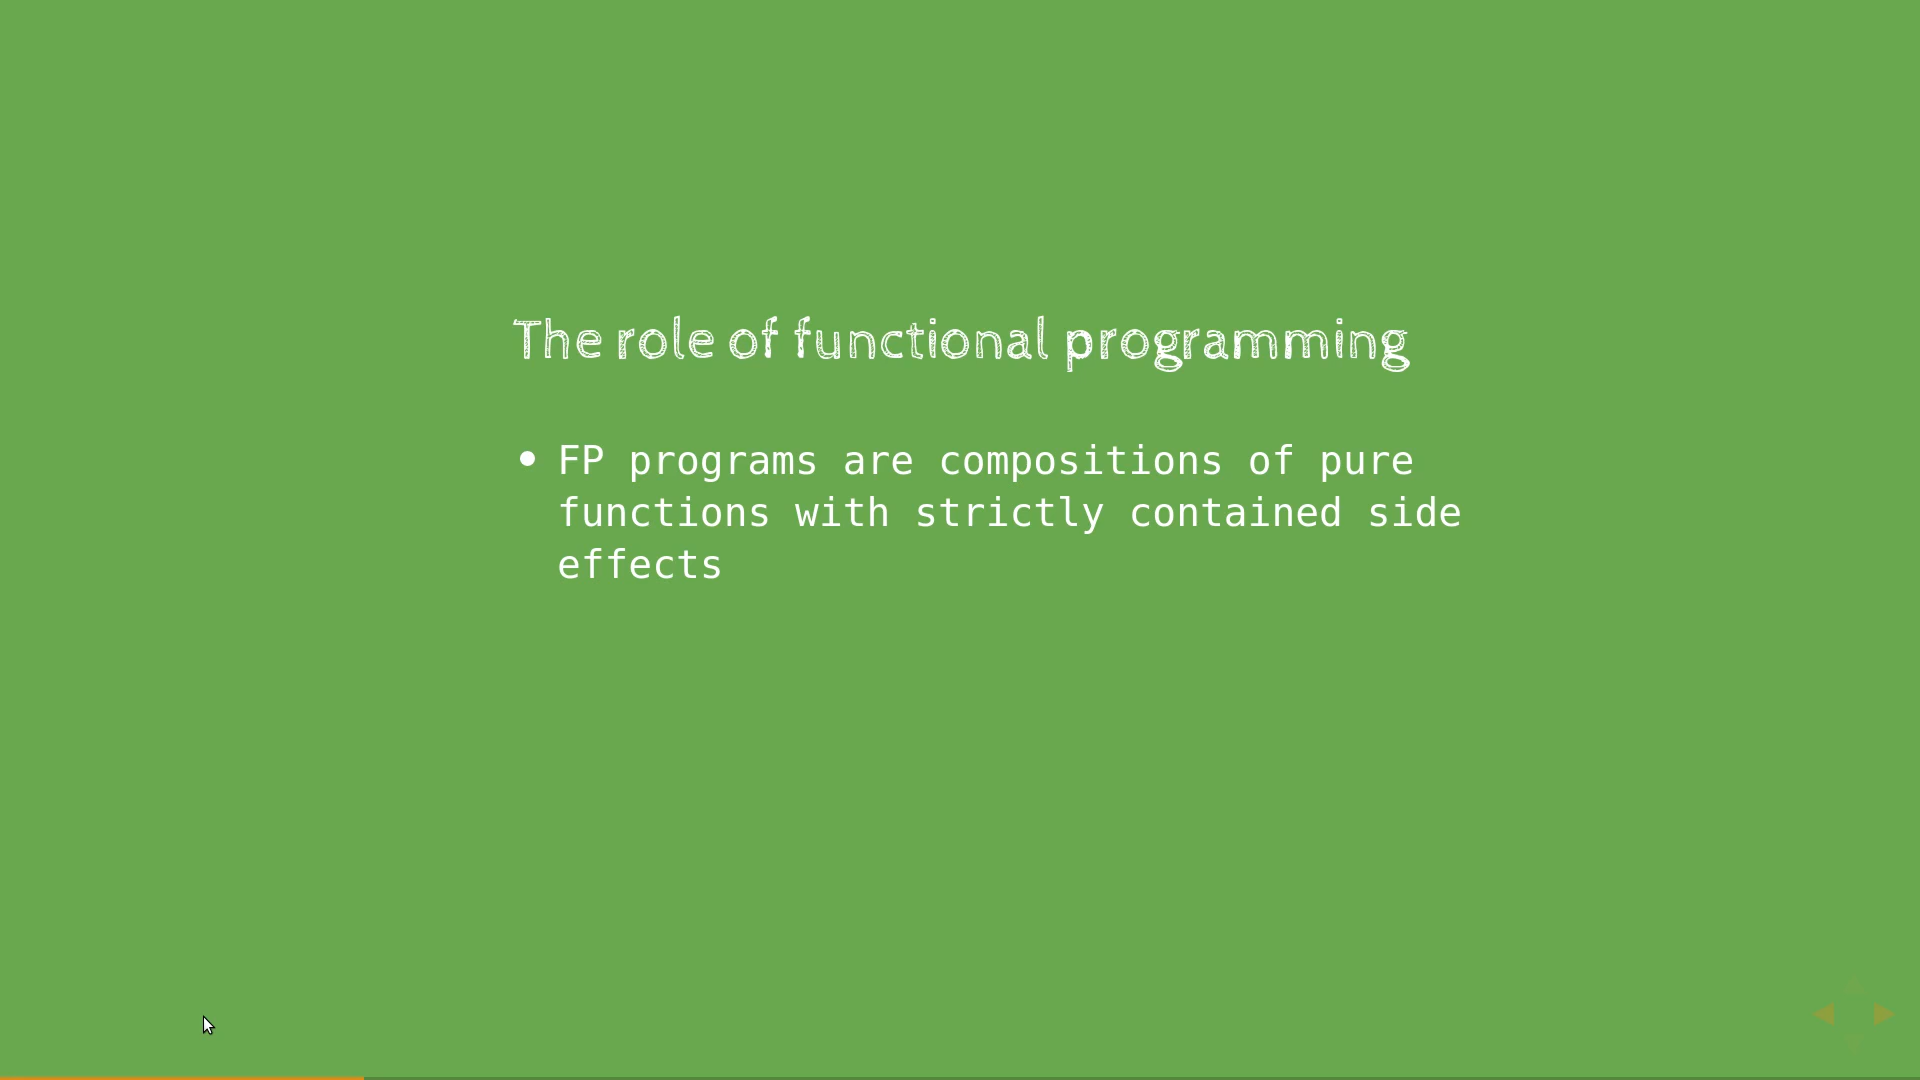 The role of functional programming
• FP programs are compositions of pure
functions with strictly contained side
effects